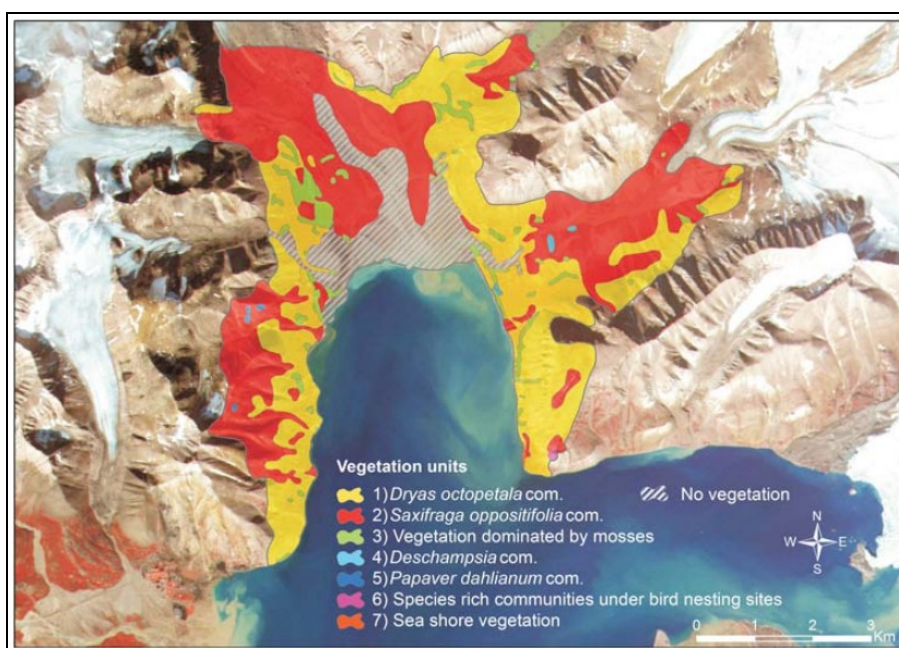 Vegetation units
1) Dryas octopetala com.
2) Saxifraga oppositifolia com.
3) Vegetation dominated by mosses
4) Deschampsia com.
5) Papaver dahlianum com.
6) Species rich communities under bird nesting sites
7) Sea shore vegetation
No vegetation
N
W E
S
0 1 2 3
Km